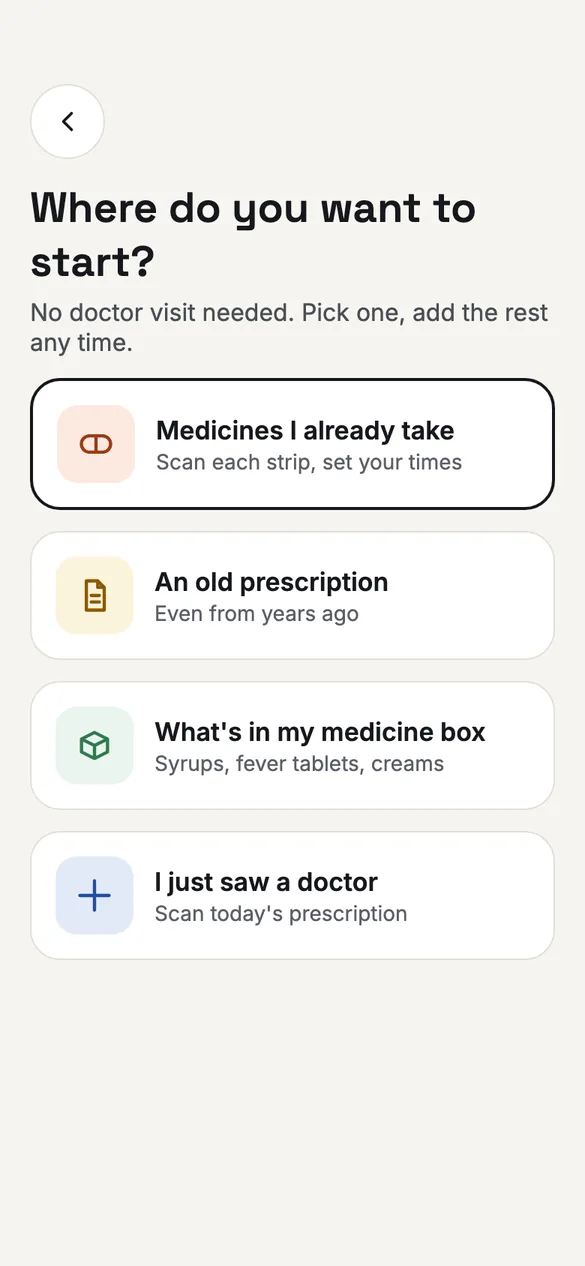 Where do you want to
start?
No doctor visit needed. Pick one, add the rest
any time.
Medicines I already take
Scan each strip, set your times
An old prescription
Even from years ago
What's in my medicine box
Syrups, fever tablets, creams
I just saw a doctor
Scan today's prescription